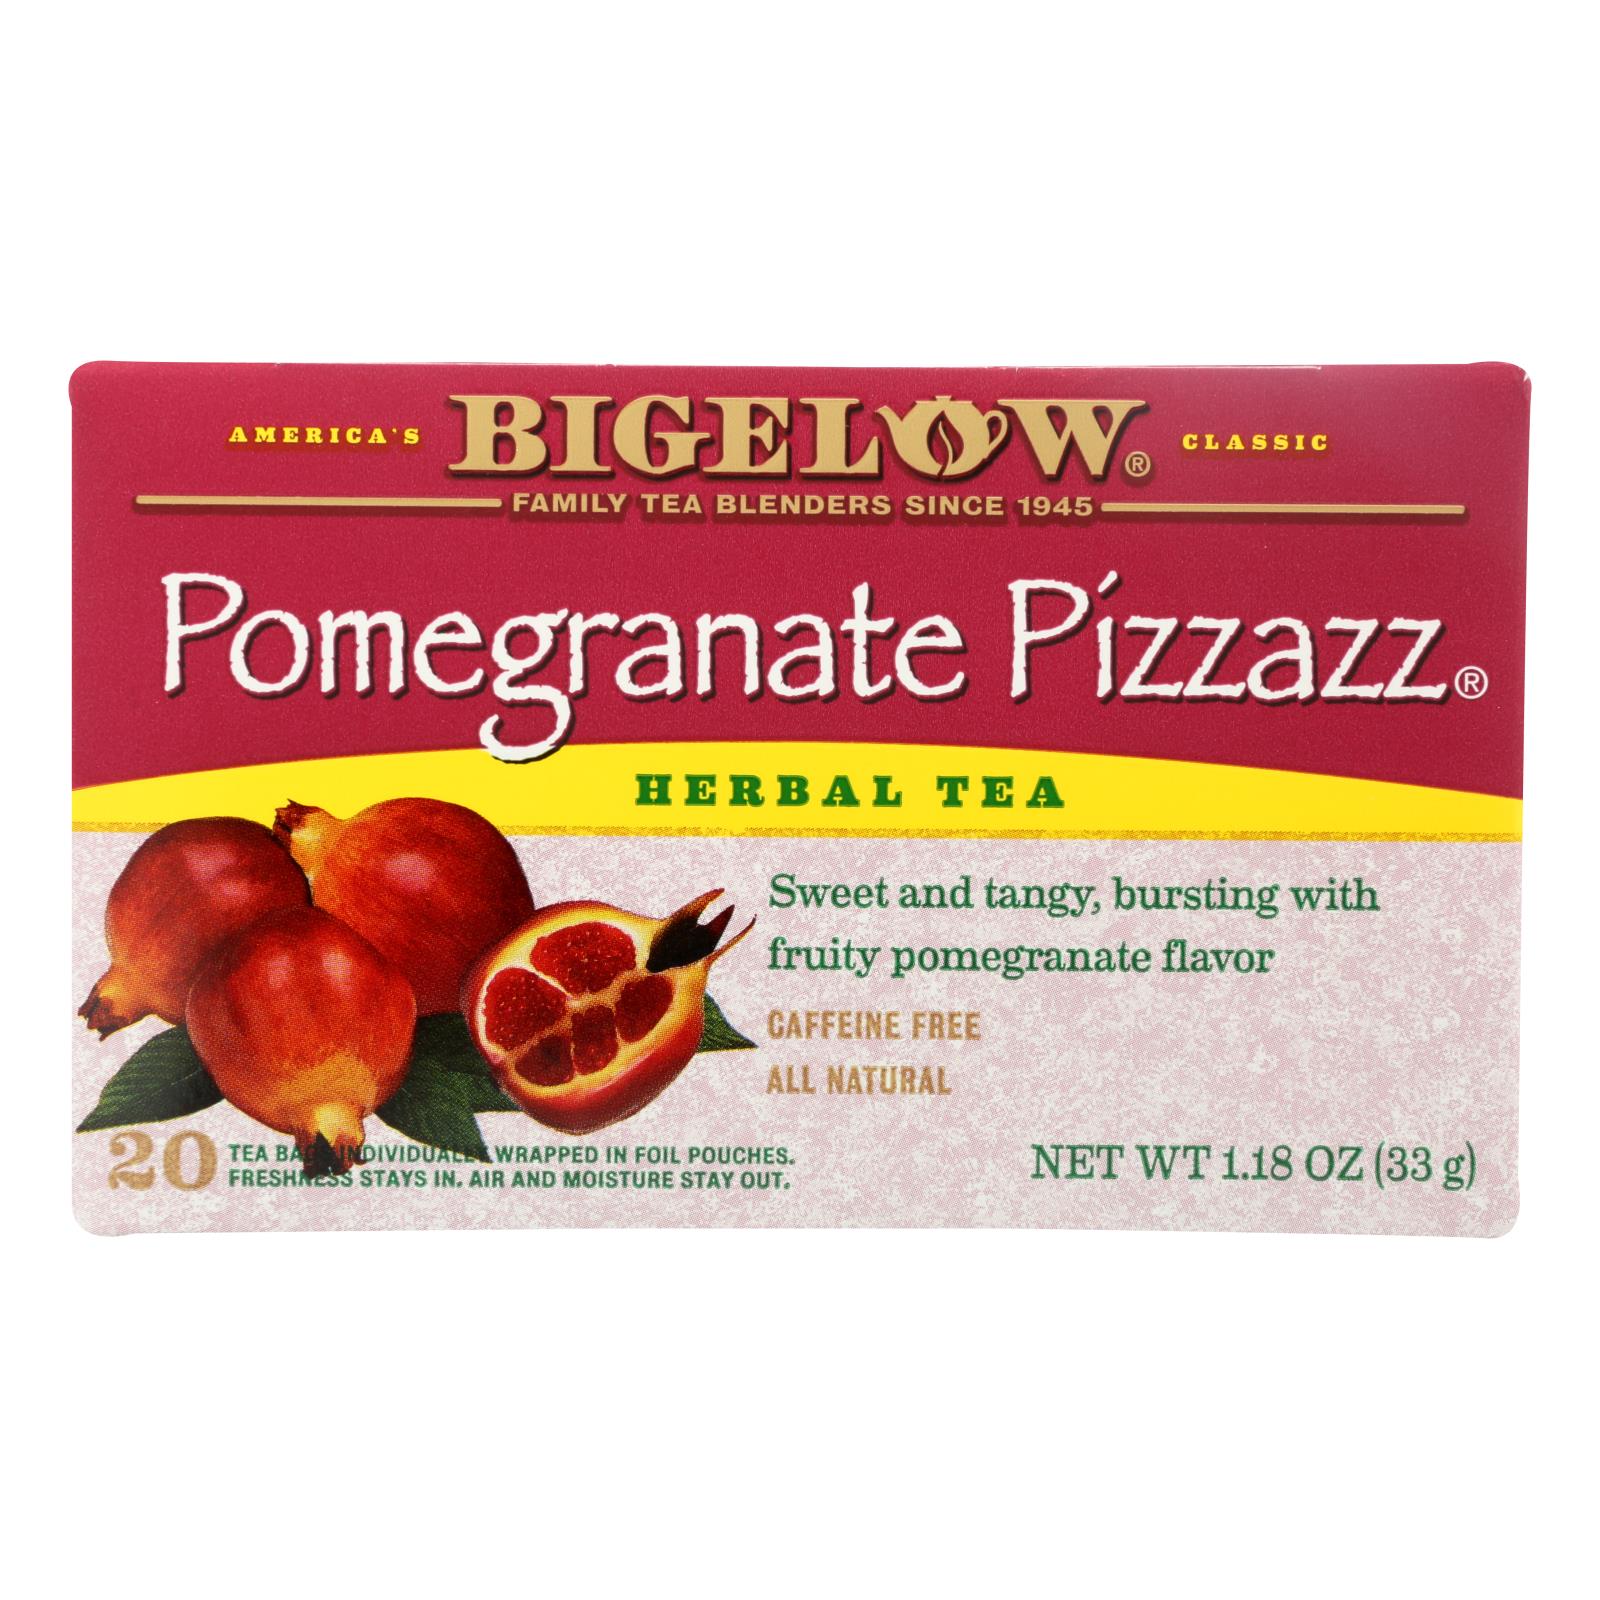 AMERICA'S BIGELOW® CLASSIC
FAMILY TEA BLENDERS SINCE 1945
Pomegranate Pizzazz®
HERBAL TEA
Sweet and tangy, bursting with
fruity pomegranate flavor
CAFFEINE FREE
ALL NATURAL
20 TEA BAGS INDIVIDUALLY WRAPPED IN FOIL POUCHES.
FRESHNESS STAYS IN. AIR AND MOISTURE STAY OUT.
NET WT 1.18 OZ (33 g)